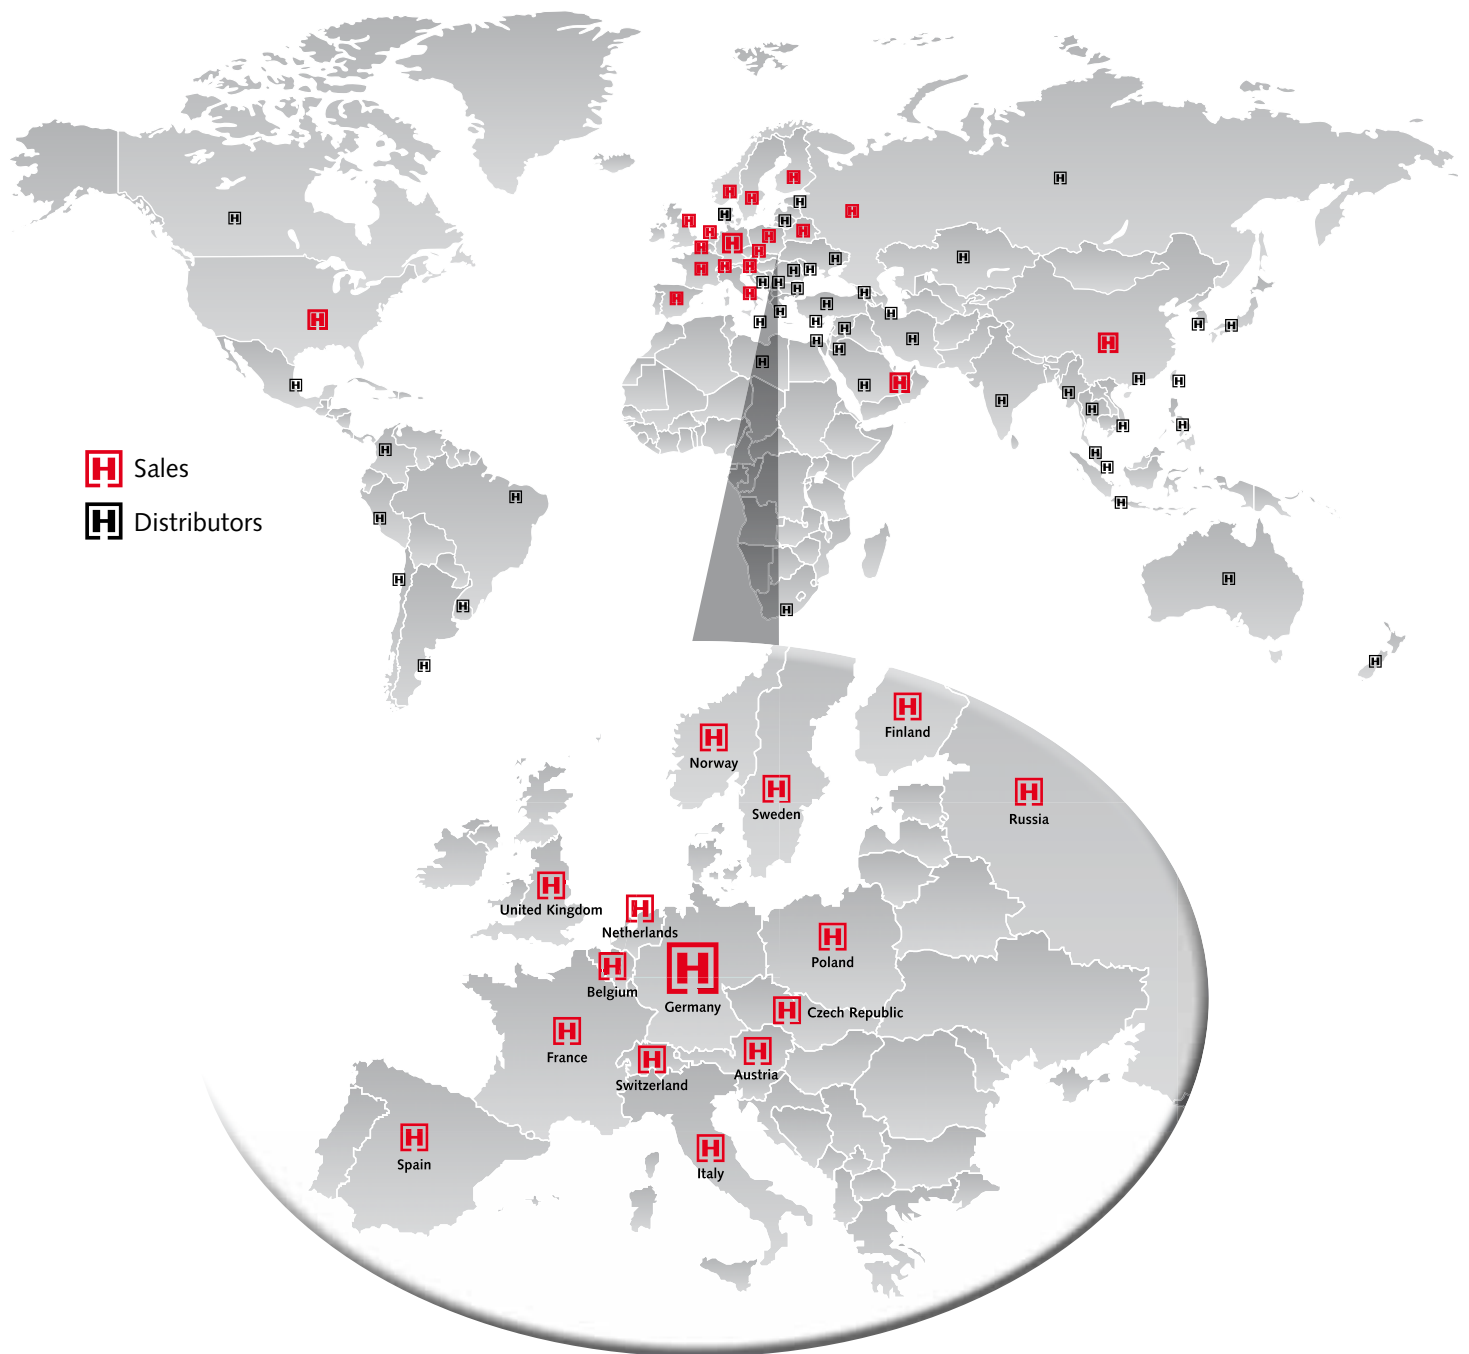 Sales
Distributors
Finland
Norway
Sweden
Russia
United Kingdom
Netherlands
Poland
Belgium
Germany
Czech Republic
France
Switzerland
Austria
Spain
Italy